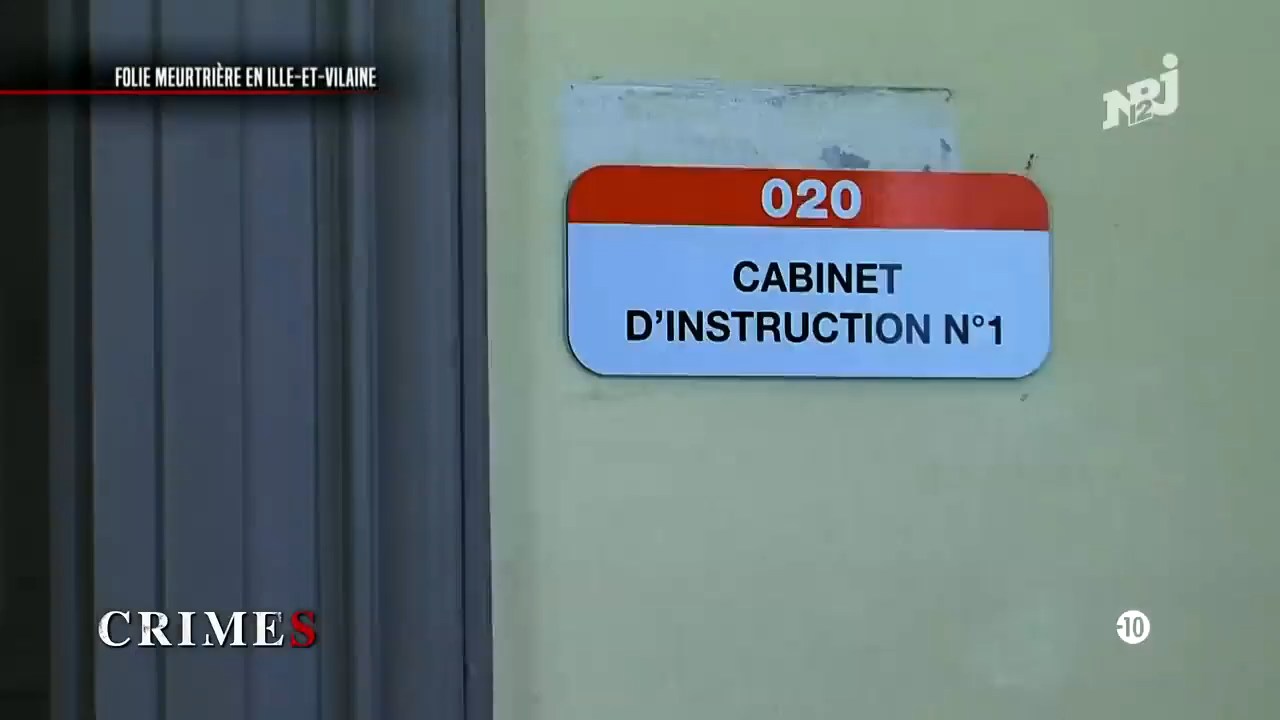 FOLIE MEURTRIÈRE EN ILLE-ET-VILAINE
NRJ
12
020
CABINET
D'INSTRUCTION N°1
CRIMES
-10